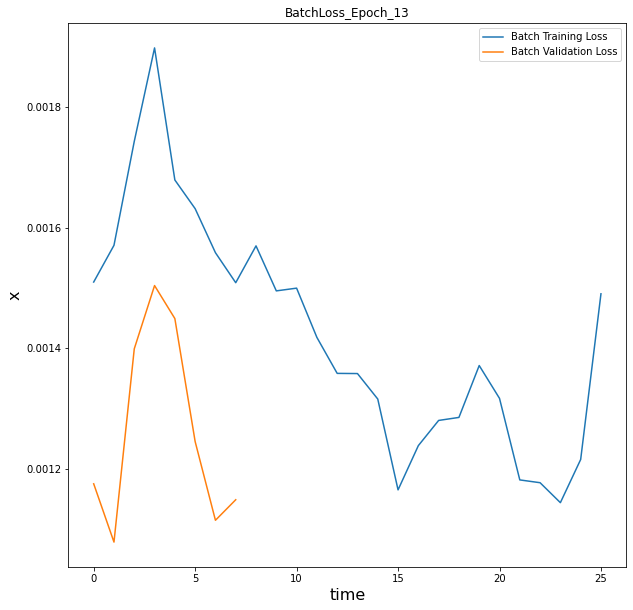 BatchLoss_Epoch_13
Batch Training Loss
Batch Validation Loss
0.0018
0.0016
0.0014
0.0012
x
0
5
10
15
20
25
time